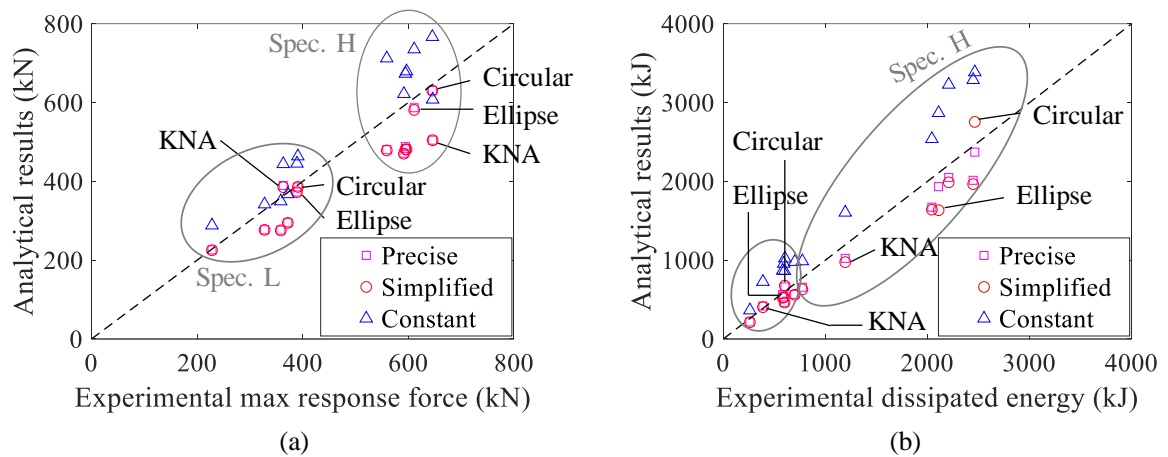 800
600
400
200
0
Analytical results (kN)
Spec. H
Circular
Ellipse
KNA
KNA
Circular
Ellipse
Spec. L
Precise
Simplified
Constant
0
200
400
600
800
Experimental max response force (kN)
(a)
4000
3000
2000
1000
0
Analytical results (kJ)
Spec. H
Circular
Circular
Ellipse
Ellipse
KNA
KNA
Precise
Simplified
Constant
0
1000
2000
3000
4000
Experimental dissipated energy (kJ)
(b)